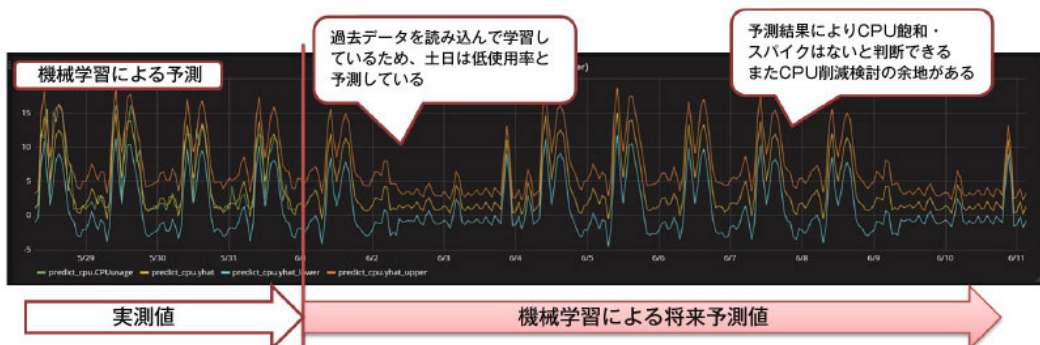 過去データを読み込んで学習し
ているため、土日は低使用率と
予測している
予測結果によりCPU飽和・
スパイクはないと判断できる
またCPU削減検討の余地がある
機械学習による予測
15
10
5
0
-5
5/29
5/30
5/31
6/2
6/3
6/4
6/5
6/6
6/7
6/8
6/9
6/10
6/11
predict_cpu.CPUusage
predict_cpu.yhat
predict_cpu.yhat_lower
predict_cpu.yhat_upper
実測値
機械学習による将来予測値